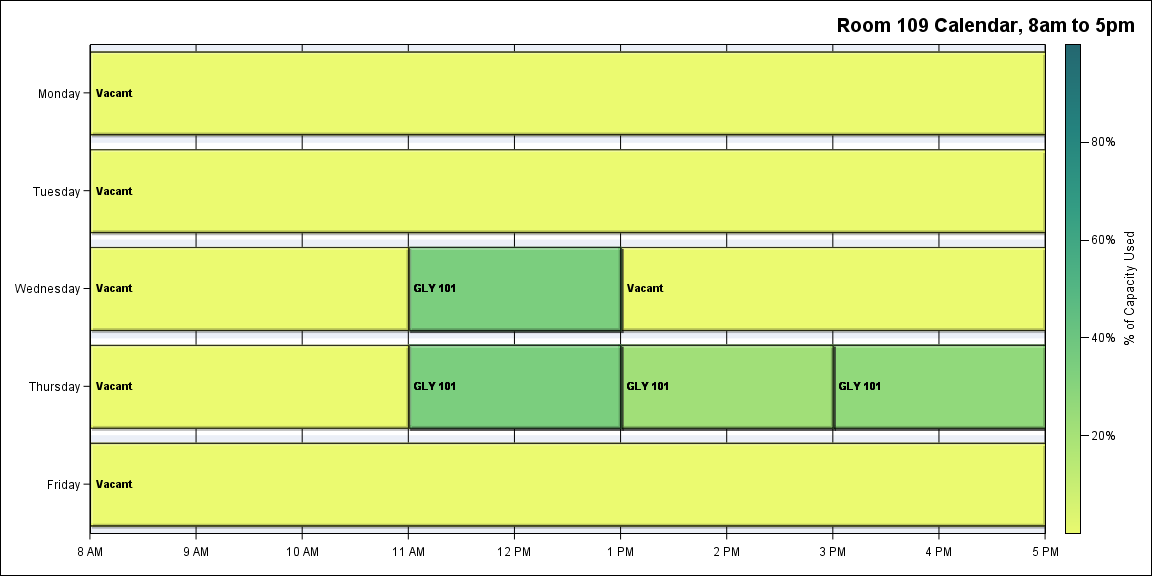 Room 109 Calendar, 8am to 5pm
Monday
Vacant
Tuesday
Vacant
Wednesday
Vacant
GLY 101
Vacant
Thursday
Vacant
GLY 101
GLY 101
GLY 101
Friday
Vacant
8 AM
9 AM
10 AM
11 AM
12 PM
1 PM
2 PM
3 PM
4 PM
5 PM
80%
60%
40%
20%
% of Capacity Used